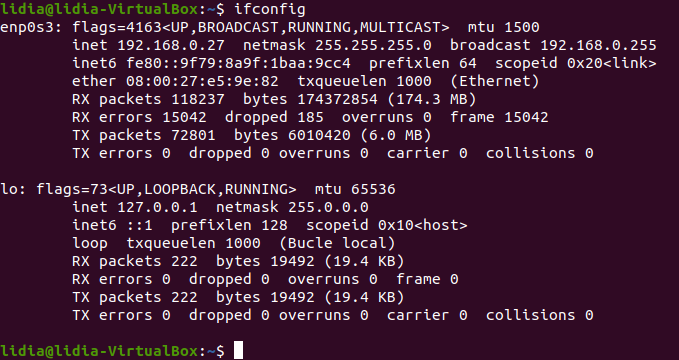 lidia@lidia-VirtualBox:~$ ifconfig
enp0s3: flags=4163<UP,BROADCAST,RUNNING,MULTICAST>  mtu 1500
        inet 192.168.0.27  netmask 255.255.255.0  broadcast 192.168.0.255
        inet6 fe80::9f79:8a9f:1baa:9cc4  prefixlen 64  scopeid 0x20<link>
        ether 08:00:27:e5:9e:82  txqueuelen 1000  (Ethernet)
        RX packets 118237  bytes 174372854 (174.3 MB)
        RX errors 15042  dropped 185  overruns 0  frame 15042
        TX packets 72801  bytes 6010420 (6.0 MB)
        TX errors 0  dropped 0 overruns 0  carrier 0  collisions 0

lo: flags=73<UP,LOOPBACK,RUNNING>  mtu 65536
        inet 127.0.0.1  netmask 255.0.0.0
        inet6 ::1  prefixlen 128  scopeid 0x10<host>
        loop  txqueuelen 1000  (Bucle local)
        RX packets 222  bytes 19492 (19.4 KB)
        RX errors 0  dropped 0  overruns 0  frame 0
        TX packets 222  bytes 19492 (19.4 KB)
        TX errors 0  dropped 0 overruns 0  carrier 0  collisions 0

lidia@lidia-VirtualBox:~$